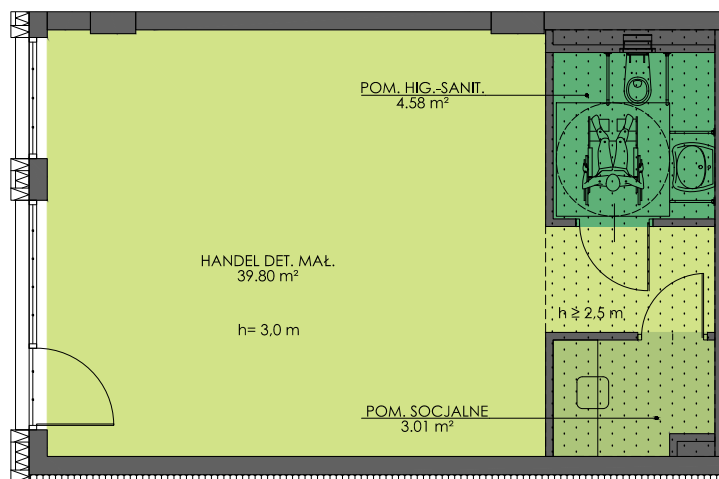 POM. HIG.-SANIT.
4.58 m²
HANDEL DET. MAŁ.
39.80 m²
h= 3,0 m
h ≥ 2,5 m
POM. SOCJALNE
3.01 m²